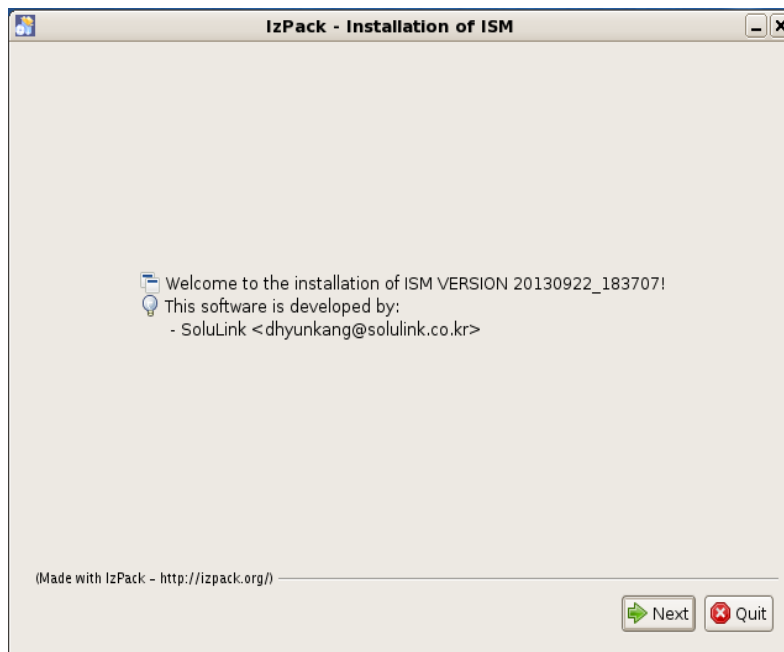 IzPack - Installation of ISM
Welcome to the installation of ISM VERSION 20130922_183707!
This software is developed by:
- SoluLink <dhyunkang@solulink.co.kr>
(Made with IzPack - http://izpack.org/)
Next Quit